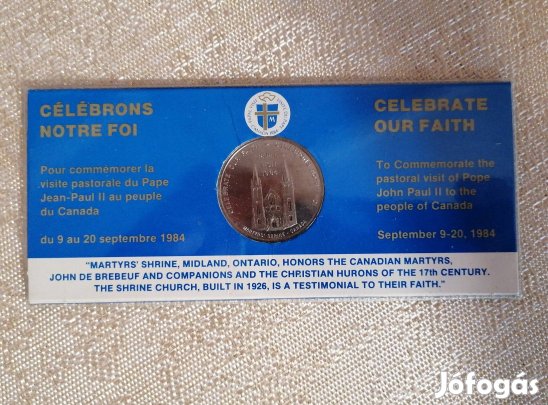 CÉLÉBRONS
NOTRE FOI
Pour commemorer la
visite pastorale du Pape
Jean-Paul II au peuple
du Canada
du 9 au 20 septembre 1984
CELEBRATE
OUR FAITH
To Commemorate the
pastoral visit of Pope
John Paul II to the
people of Canada
September 9-20, 1984
MARTYRS' SHRINE - CANADA
"MARTYRS' SHRINE, MIDLAND, ONTARIO, HONORS THE CANADIAN MARTYRS,
JOHN DE BREBEUF AND COMPANIONS AND THE CHRISTIAN HURONS OF THE 17th CENTURY.
THE SHRINE CHURCH, BUILT IN 1926, IS A TESTIMONIAL TO THEIR FAITH."
Jófogás